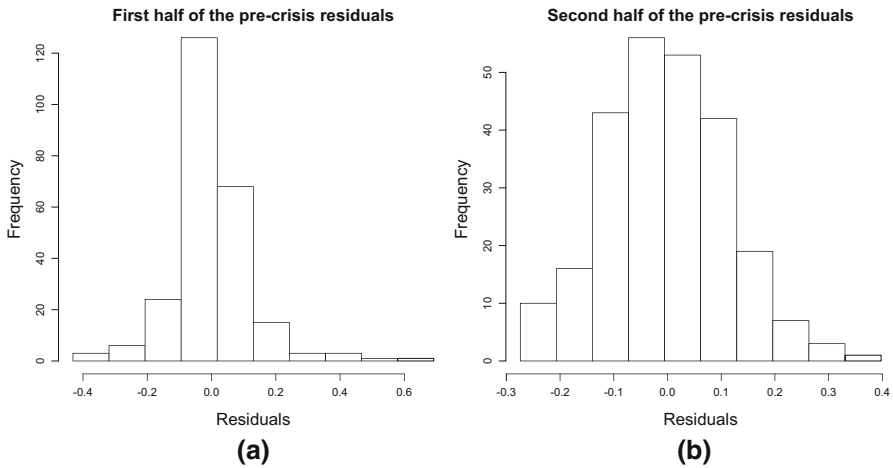 First half of the pre-crisis residuals
Frequency
0 20 40 60 80 100 120
-0.4 -0.2 0.0 0.2 0.4 0.6
Residuals
(a)
Second half of the pre-crisis residuals
Frequency
0 10 20 30 40 50
-0.3 -0.2 -0.1 0.0 0.1 0.2 0.3 0.4
Residuals
(b)